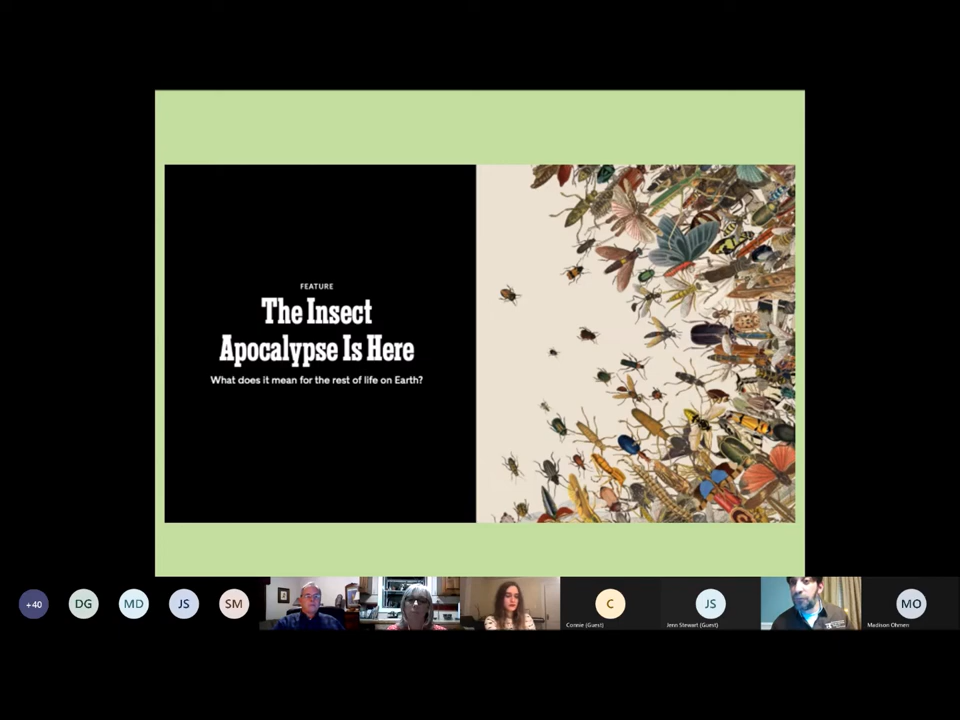 FEATURE
The Insect
Apocalypse Is Here
What does it mean for the rest of life on Earth?
+40
DG
MD
JS
SM
C
JS
MO
Connie (Guest)
Jenn Stewart (Guest)
Madison Ohmen